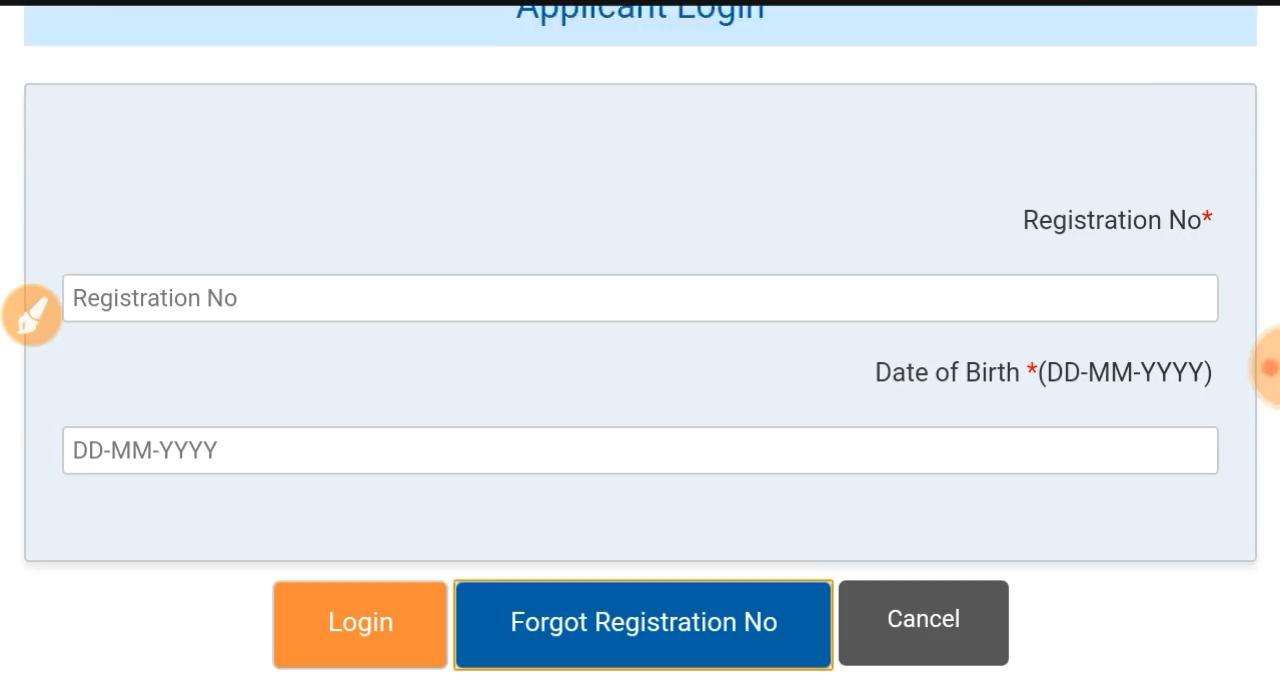 Applicant Login
Registration No*
Registration No
Date of Birth *(DD-MM-YYYY)
DD-MM-YYYY
Login
Forgot Registration No
Cancel